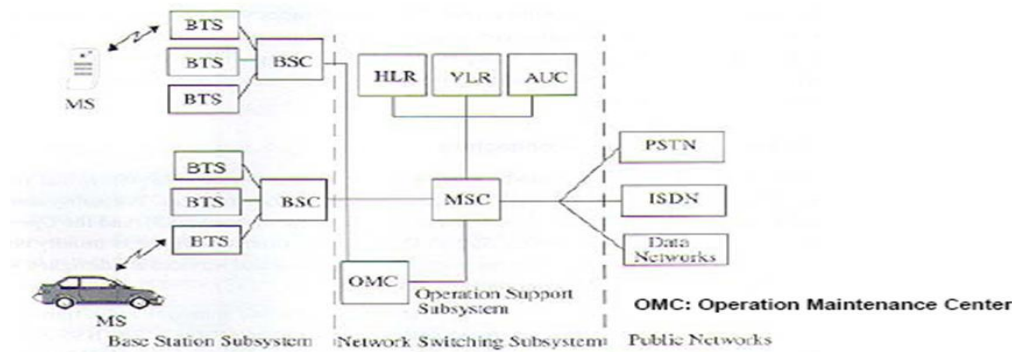 BTS
BTS
BTS
BSC
MS
HLR
VLR
AUC
BTS
BTS
BTS
BSC
MSC
PSTN
ISDN
Data
Networks
OMC
Operation Support
Subsystem
OMC: Operation Maintenance Center
MS
Base Station Subsystem
Network Switching Subsystem
Public Networks